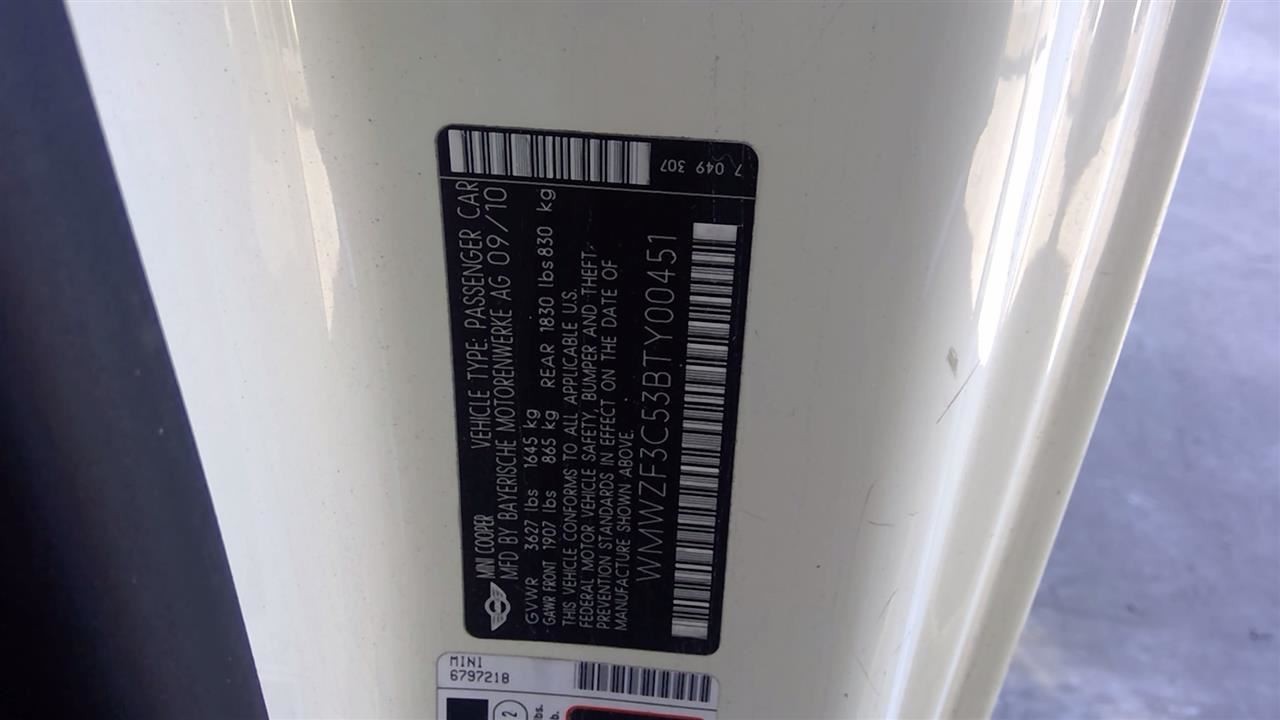 MINI COOPER VEHICLE TYPE: PASSENGER CAR
MFD BY BAYERISCHE MOTORENWERKE AG 09/10
GVWR 3627 lbs 1645 kg
GAWR FRONT 1907 lbs 865 kg REAR 1830 lbs 830 kg
THIS VEHICLE CONFORMS TO ALL APPLICABLE U.S.
FEDERAL MOTOR VEHICLE SAFETY, BUMPER AND THEFT-
PREVENTION STANDARDS IN EFFECT ON THE DATE OF
MANUFACTURE SHOWN ABOVE.
WMWZF3C53BTY00451
7 049 307
MINI
6797218
2
lbs.